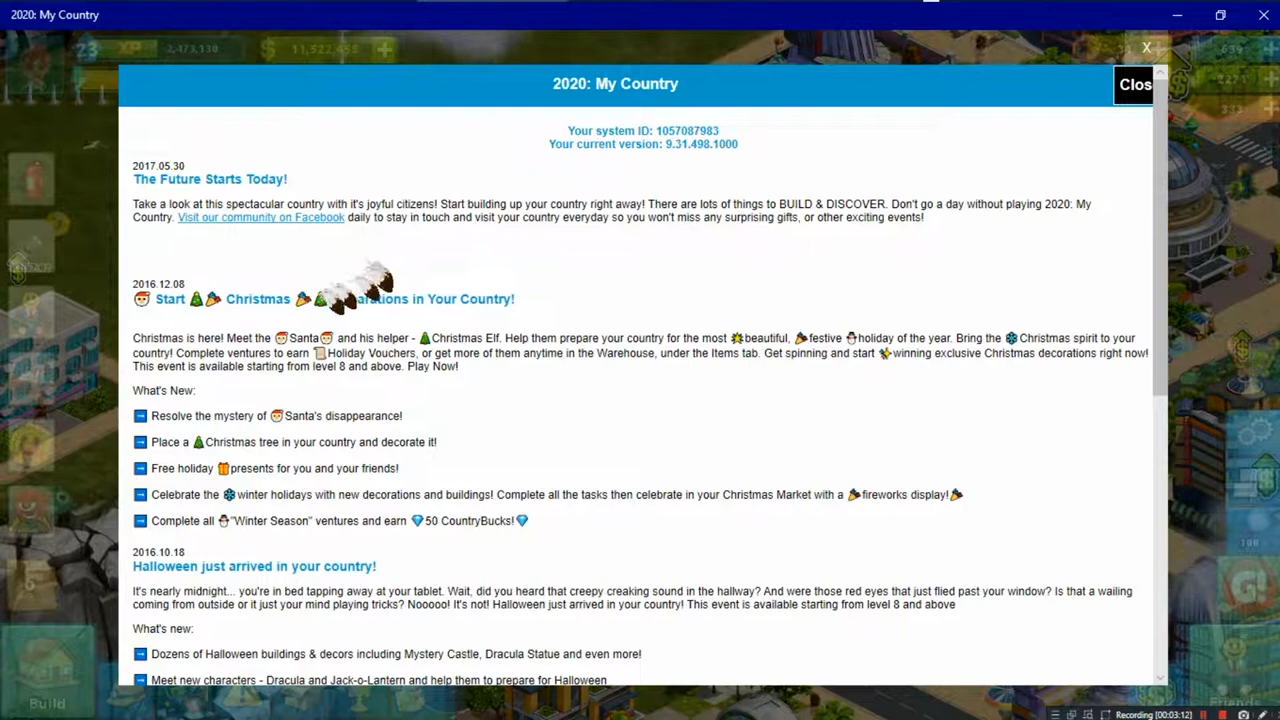 2020: My Country
23 XP 2,473,130 $ 11,522,458
X
2020: My Country
Clos
Your system ID: 1057087983
Your current version: 9.31.498.1000
2017.05.30
The Future Starts Today!
Take a look at this spectacular country with it's joyful citizens! Start building up your country right away! There are lots of things to BUILD & DISCOVER. Don't go a day without playing 2020: My
Country. Visit our community on Facebook daily to stay in touch and visit your country everyday so you won't miss any surprising gifts, or other exciting events!
2016.12.08
Start Christmas arations in Your Country!
Christmas is here! Meet the Santa and his helper - Christmas Elf. Help them prepare your country for the most beautiful, festive holiday of the year. Bring the Christmas spirit to your
country! Complete ventures to earn Holiday Vouchers, or get more of them anytime in the Warehouse, under the Items tab. Get spinning and start winning exclusive Christmas decorations right now!
This event is available starting from level 8 and above. Play Now!
What's New:
Resolve the mystery of Santa's disappearance!
Place a Christmas tree in your country and decorate it!
Free holiday presents for you and your friends!
Celebrate the winter holidays with new decorations and buildings! Complete all the tasks then celebrate in your Christmas Market with a fireworks display!
Complete all "Winter Season" ventures and earn 50 CountryBucks!
2016.10.18
Halloween just arrived in your country!
It's nearly midnight... you're in bed tapping away at your tablet. Wait, did you heard that creepy creaking sound in the hallway? And were those red eyes that just flied past your window? Is that a wailing
coming from outside or it just your mind playing tricks? Nooooo! It's not! Halloween just arrived in your country! This event is available starting from level 8 and above
What's new:
Dozens of Halloween buildings & decors including Mystery Castle, Dracula Statue and even more!
Meet new characters - Dracula and Jack-o-Lantern and help them to prepare for Halloween
Build
Friends
Recording [00:03:12]